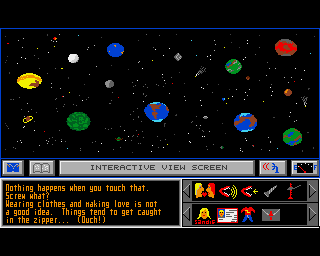 INTERACTIVE VIEW SCREEN
Nothing happens when you touch that.
Screw what?
Wearing clothes and making love is not
a good idea.  Things tend to get caught
in the zipper... (Ouch!)